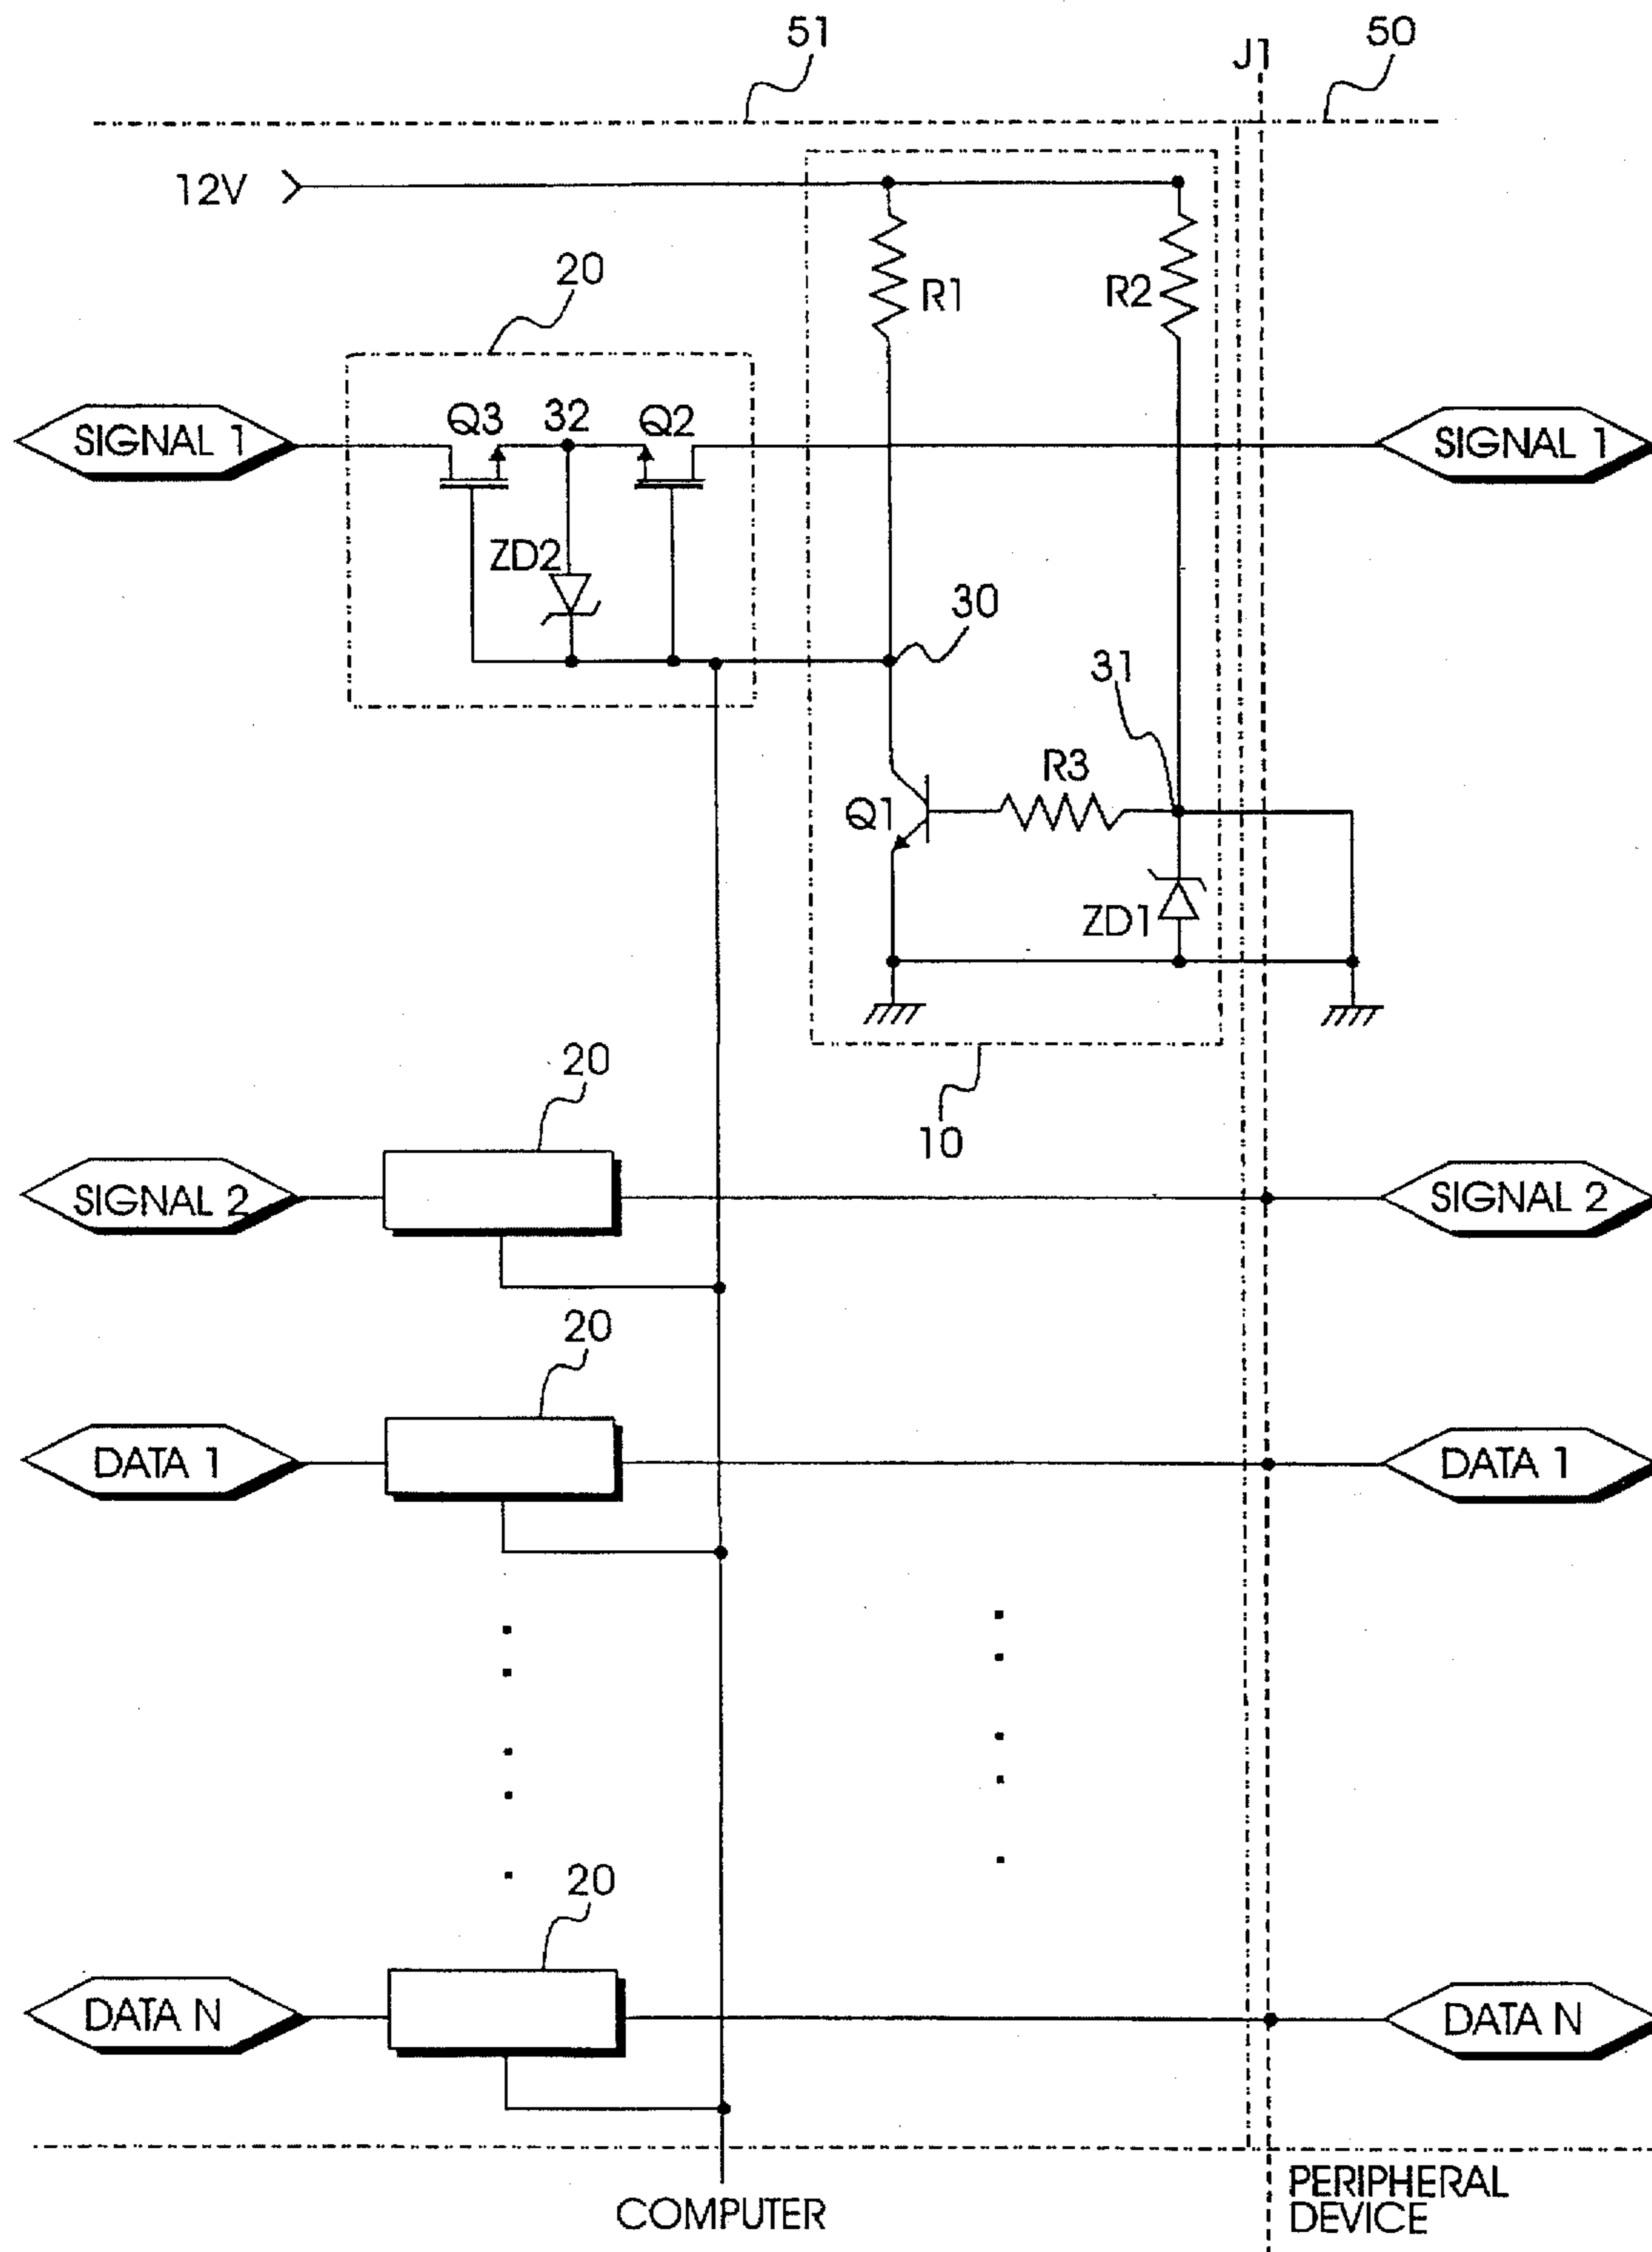 51
J1
50
12V
20
R1
R2
SIGNAL 1
Q3
32
Q2
SIGNAL 1
ZD2
30
31
R3
Q1
ZD1
10
20
SIGNAL 2
SIGNAL 2
20
DATA 1
DATA 1
20
DATA N
DATA N
COMPUTER
PERIPHERAL
DEVICE